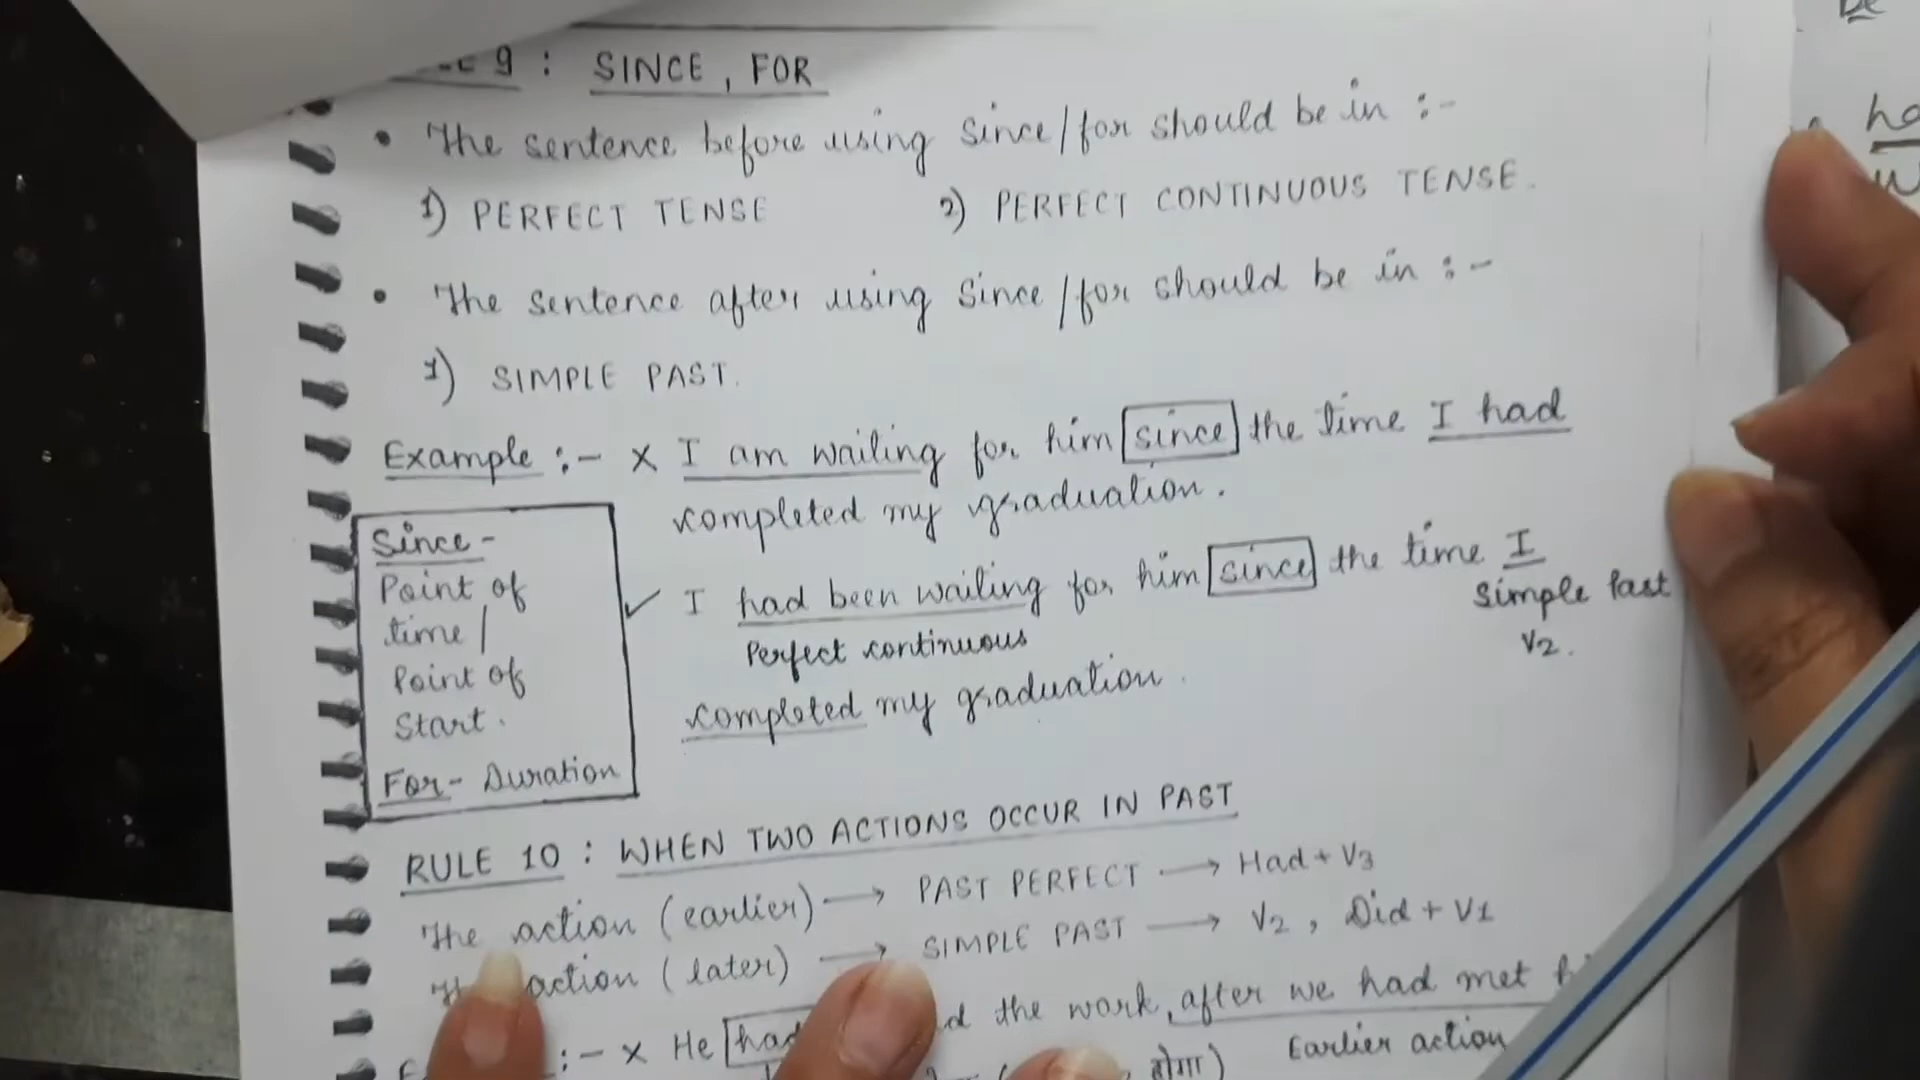 9 : SINCE, FOR
• The sentence before using since/for should be in :-
1) PERFECT TENSE 2) PERFECT CONTINUOUS TENSE.
• The sentence after using since/for should be in :-
1) SIMPLE PAST.
Example :- x I am waiting for him since the time I had
completed my graduation.
Since -
Point of
time/
Point of
Start.
For - Duration
✓ I had been waiting for him since the time I
Simple Past
V2.
Perfect continuous
completed my graduation.
RULE 10 : WHEN TWO ACTIONS OCCUR IN PAST
The action (earlier) → PAST PERFECT → Had + V3
action (later) → SIMPLE PAST → V2, Did + V1
:- x He had the work, after we had met
Earlier action
होगा)